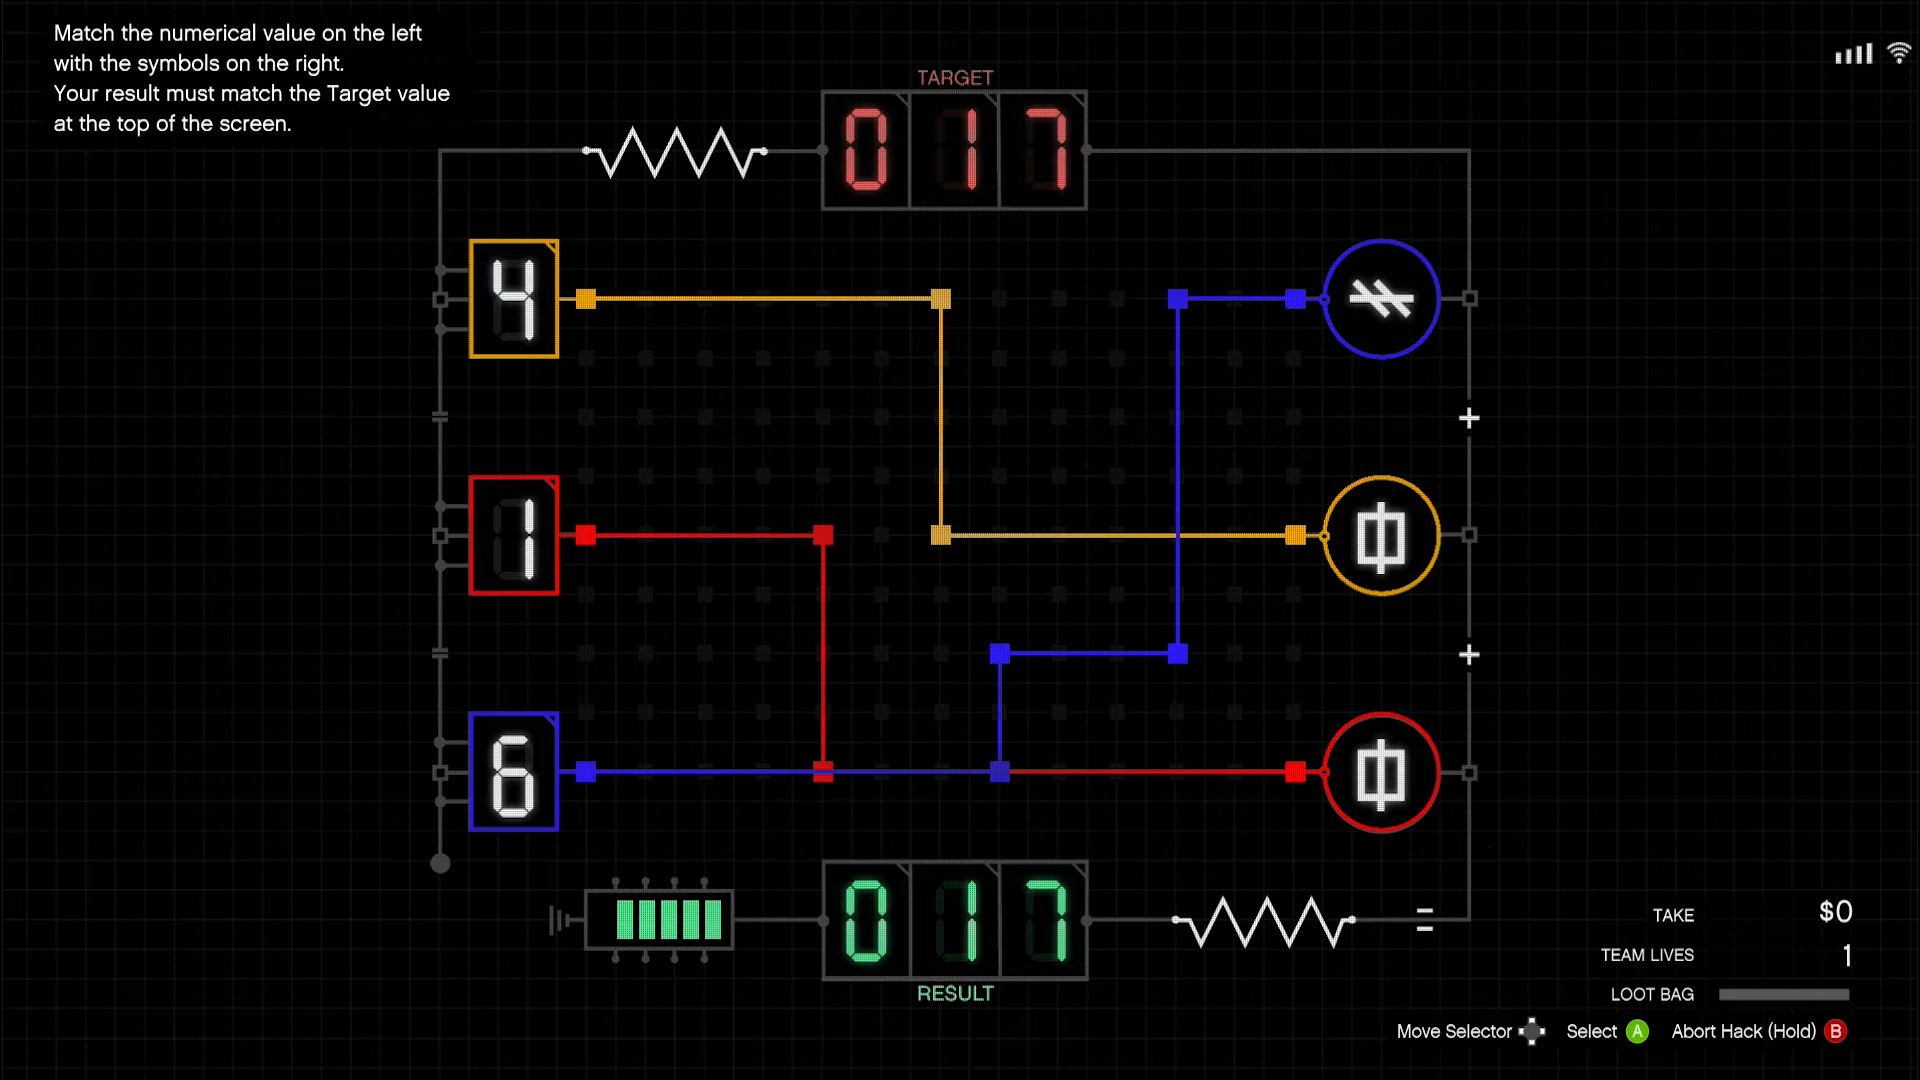 Match the numerical value on the left
with the symbols on the right.
Your result must match the Target value
at the top of the screen.
TARGET
017
4
1
6
017
RESULT
TAKE $0
TEAM LIVES 1
LOOT BAG
Move Selector Select A Abort Hack (Hold) B